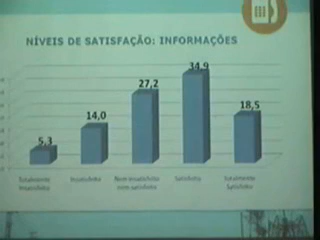 NÍVEIS DE SATISFAÇÃO: INFORMAÇÕES
5,3
14,0
27,2
34,9
18,5
Totalmente Insatisfeito
Insatisfeito
Nem insatisfeito nem satisfeito
Satisfeito
Totalmente Satisfeito